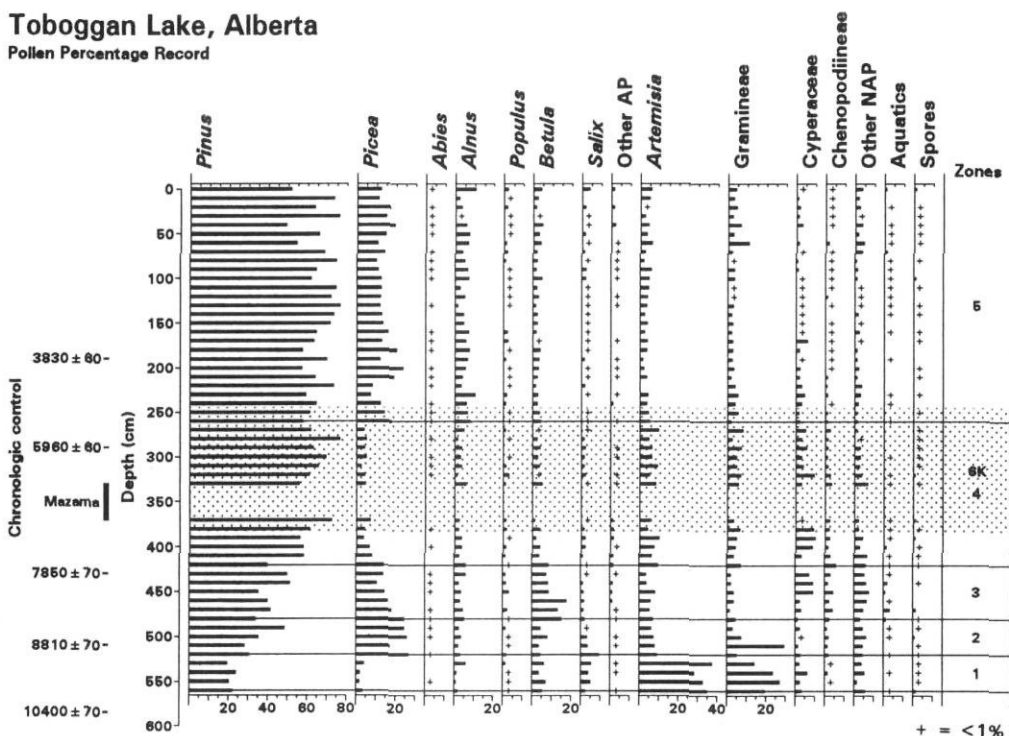 Toboggan Lake, Alberta
Pollen Percentage Record
Pinus
Picea
Abies
Alnus
Populus
Betula
Salix
Other AP
Artemisia
Gramineae
Cyperaceae
Chenopodiineae
Other NAP
Aquatics
Spores
Zones
Chronologic control
Depth (cm)
0
50
100
150
200
250
300
350
400
450
500
550
600
3830 ± 60
5960 ± 60
Mazama
7850 ± 70
8810 ± 70
10400 ± 70
5
6K
4
3
2
1
20 40 60 80 20 20 20 20 40 20
+ = <1%